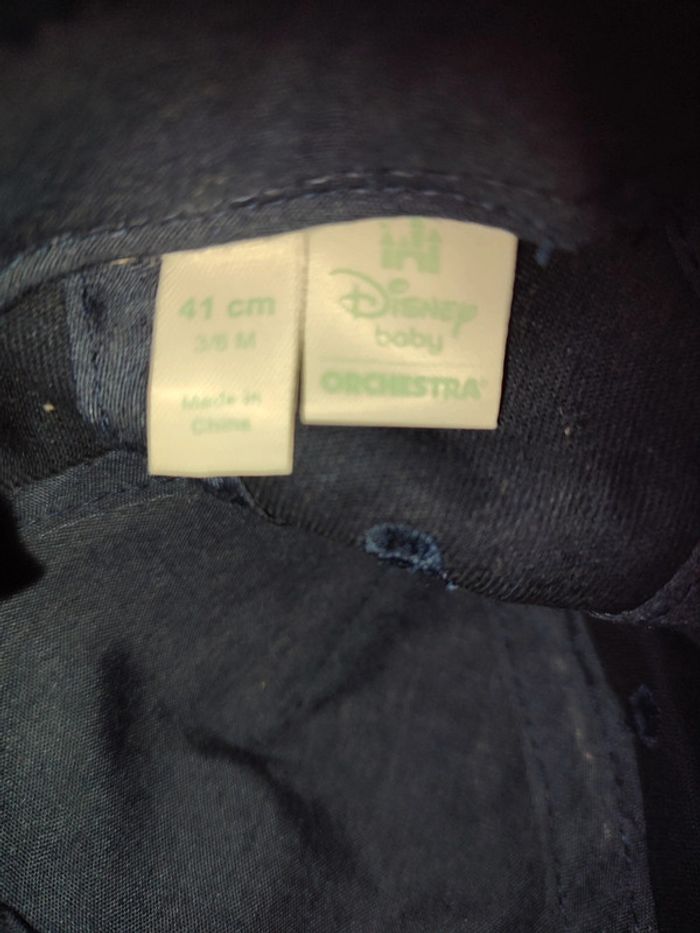 41 cm
3/6 M
Made in
China
Disney
baby
ORCHESTRA